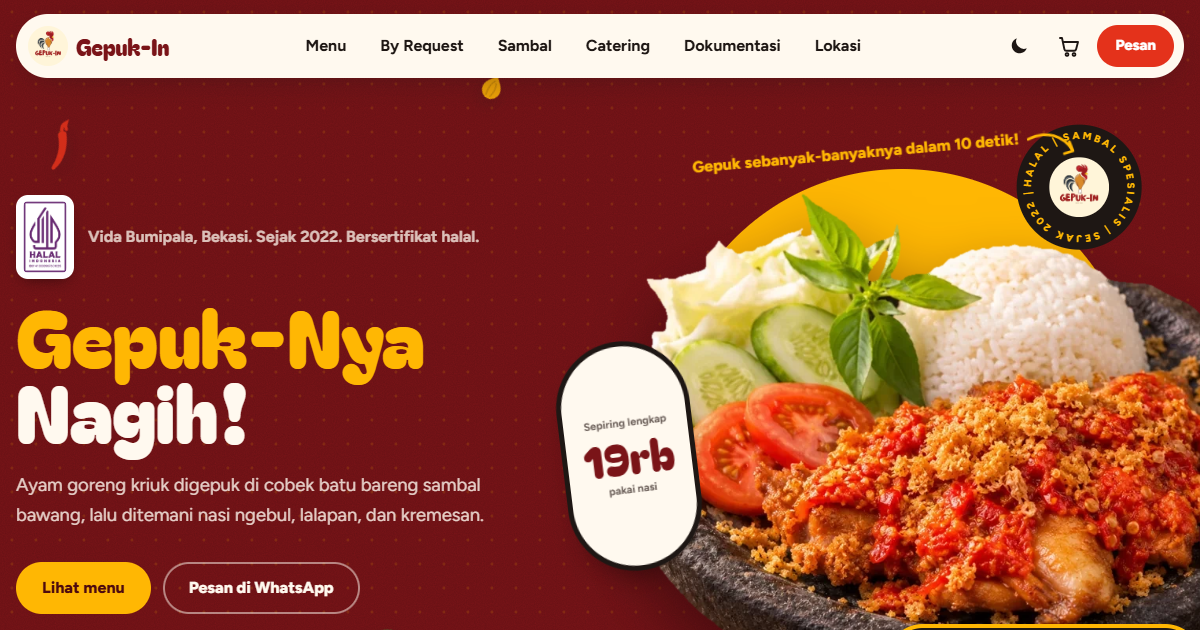 GEPUK-IN
Gepuk-In
Menu
By Request
Sambal
Catering
Dokumentasi
Lokasi
Pesan
Gepuk sebanyak-banyaknya dalam 10 detik!
HALAL | SAMBAL SPESIALIS | SEJAK 2022 |
GEPUK-IN
HALAL
INDONESIA
Vida Bumipala, Bekasi. Sejak 2022. Bersertifikat halal.
Gepuk-Nya
Nagih!
Sepiring lengkap
19rb
pakai nasi
Ayam goreng kriuk digepuk di cobek batu bareng sambal
bawang, lalu ditemani nasi ngebul, lalapan, dan kremesan.
Lihat menu
Pesan di WhatsApp